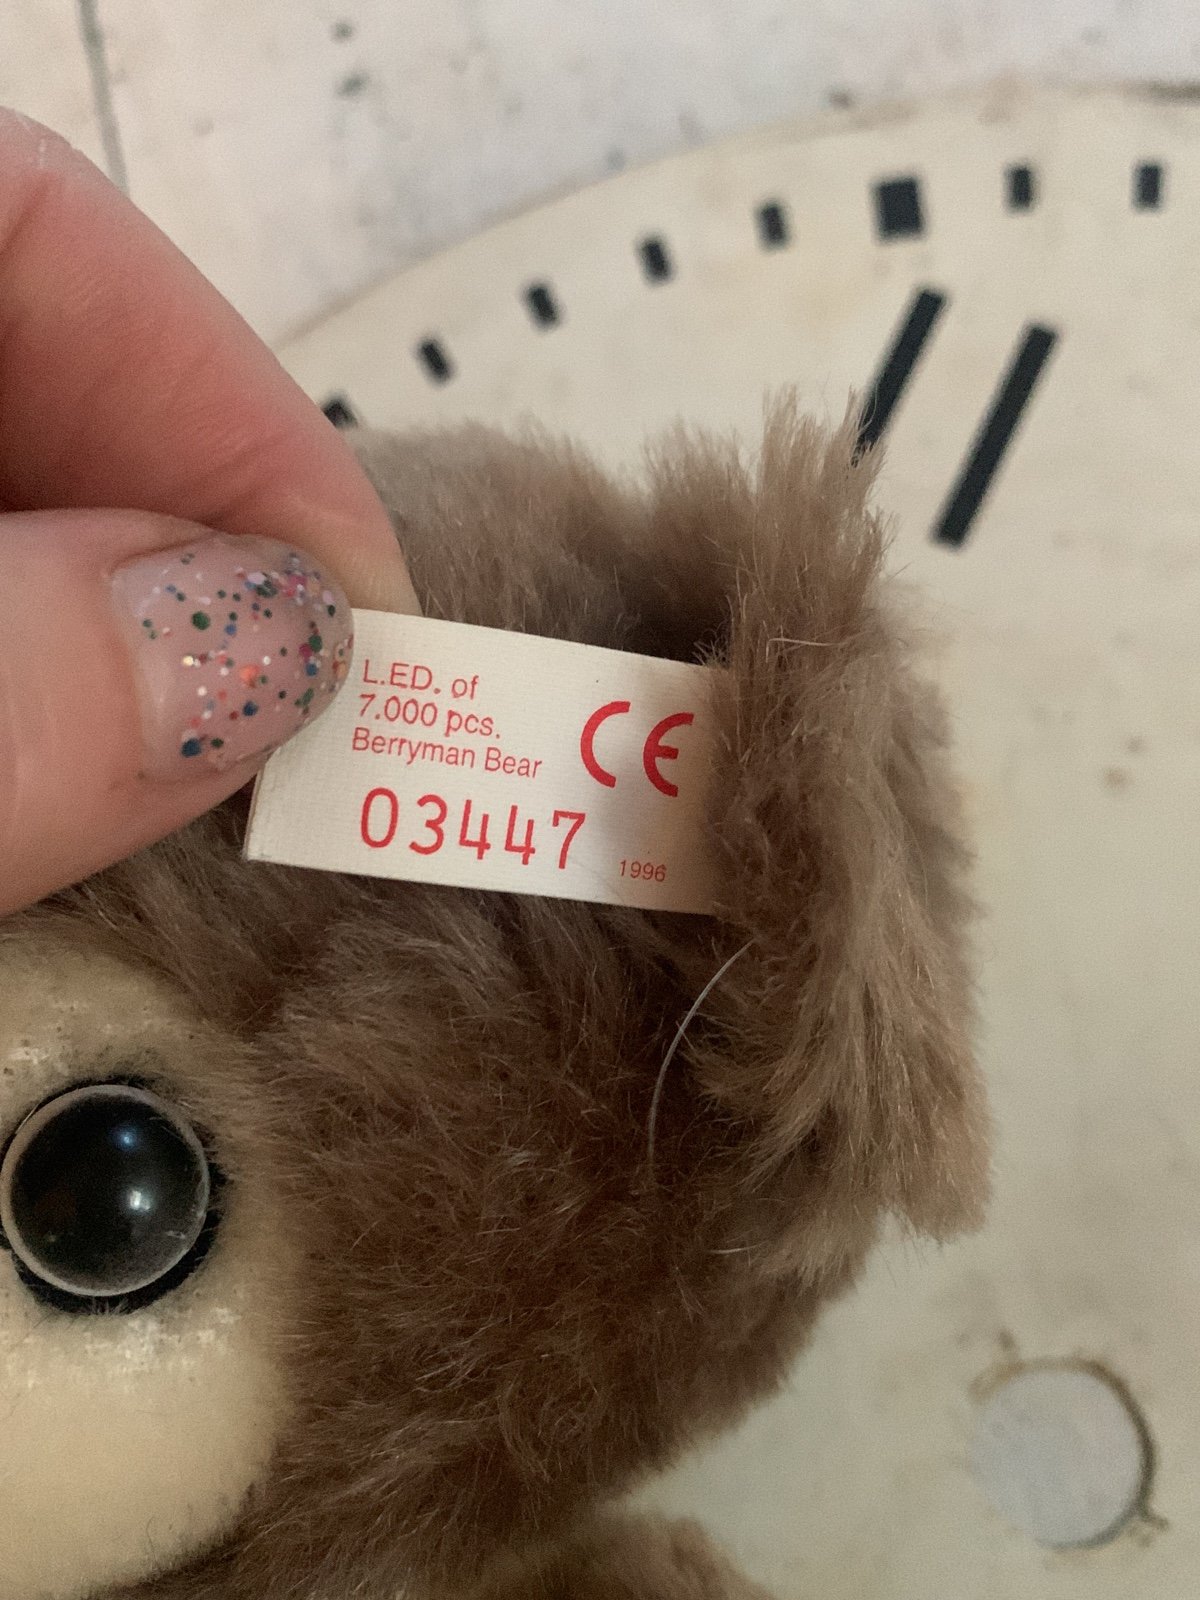 L.ED. of
7.000 pcs.
Berryman Bear
CE
03447
1996